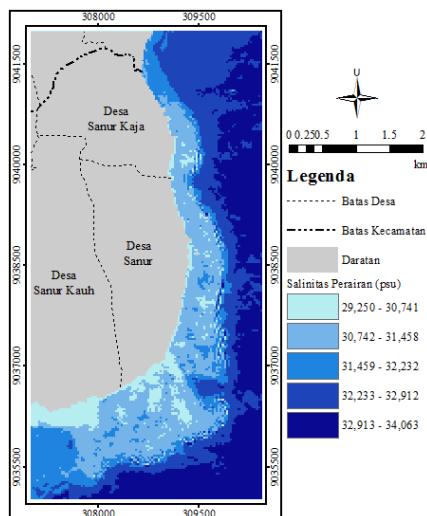 308000 309500
9041500
9041500
9040000
9040000
9038500
9038500
9037000
9037000
9035500
9035500
Desa
Sanur Kaja
Desa
Sanur
Desa
Sanur Kauh
308000 309500
U
0 0.250.5 1 1.5 2
km
Legenda
Batas Desa
Batas Kecamatan
Daratan
Salinitas Perairan (psu)
29,250 - 30,741
30,742 - 31,458
31,459 - 32,232
32,233 - 32,912
32,913 - 34,063